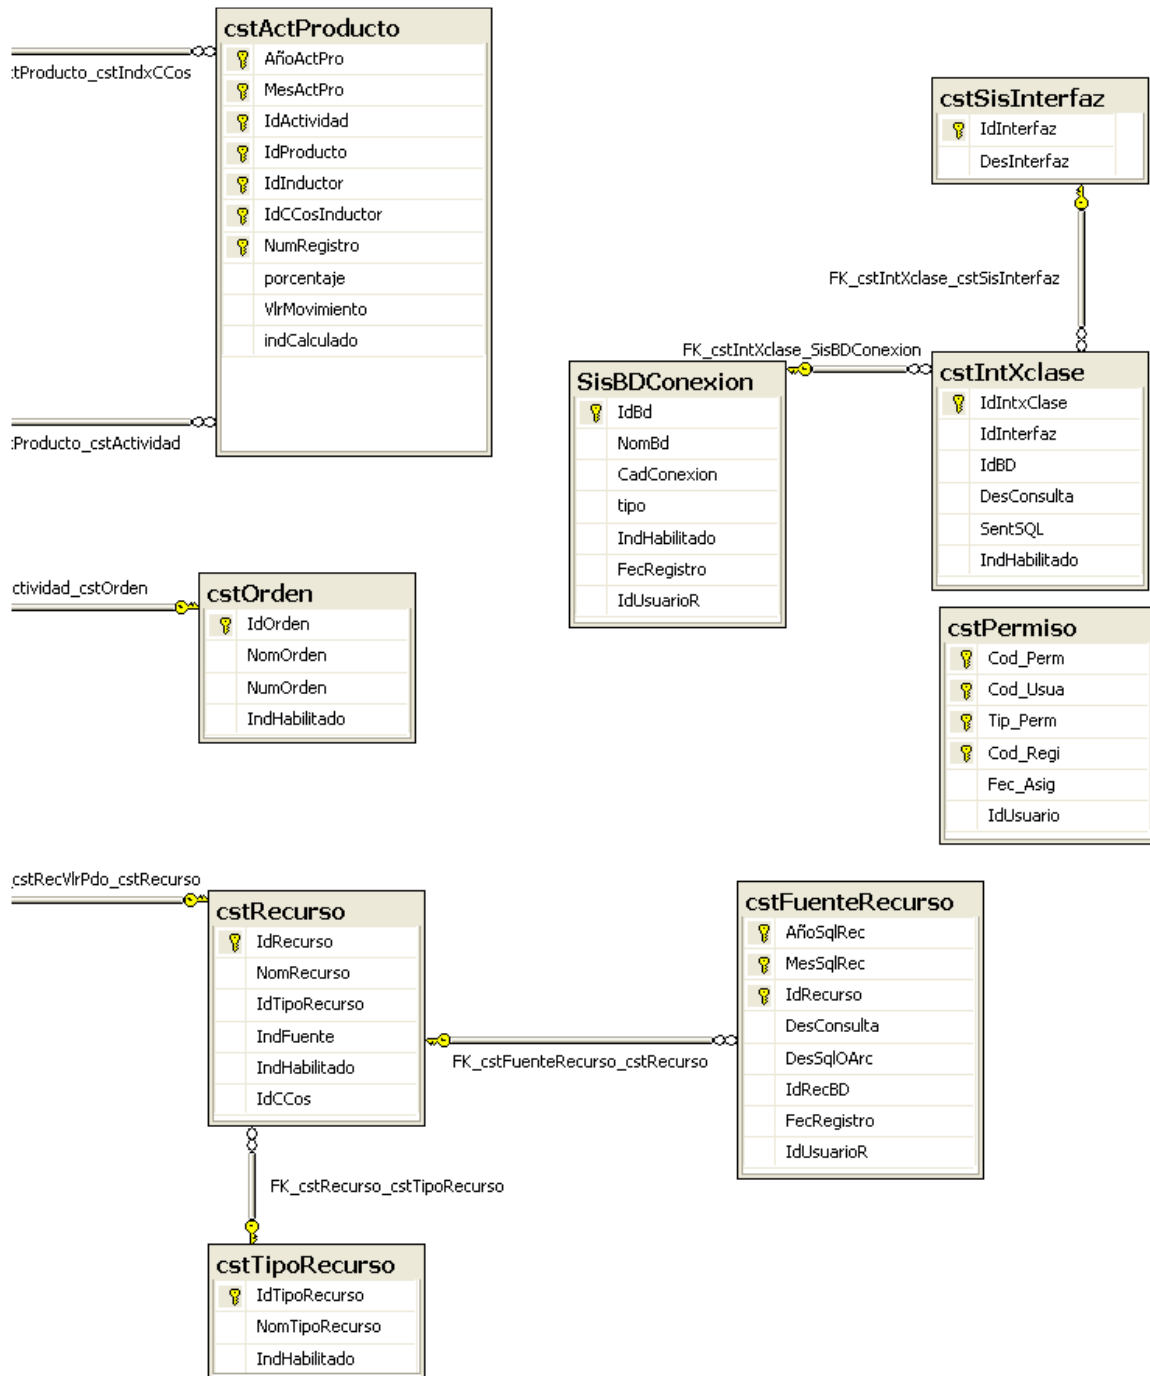 cstActProducto
AñoActPro
MesActPro
IdActividad
IdProducto
IdInductor
IdCCosInductor
NumRegistro
porcentaje
VlrMovimiento
indCalculado
:tProducto_cstIndxCCos
:Producto_cstActividad
cstSisInterfaz
IdInterfaz
DesInterfaz
FK_cstIntXclase_cstSisInterfaz
FK_cstIntXclase_SisBDConexion
SisBDConexion
IdBd
NomBd
CadConexion
tipo
IndHabilitado
FecRegistro
IdUsuarioR
cstIntXclase
IdIntxClase
IdInterfaz
IdBD
DesConsulta
SentSQL
IndHabilitado
ctividad_cstOrden
cstOrden
IdOrden
NomOrden
NumOrden
IndHabilitado
cstPermiso
Cod_Perm
Cod_Usua
Tip_Perm
Cod_Regi
Fec_Asig
IdUsuario
_cstRecVlrPdo_cstRecurso
cstRecurso
IdRecurso
NomRecurso
IdTipoRecurso
IndFuente
IndHabilitado
IdCCos
FK_cstFuenteRecurso_cstRecurso
cstFuenteRecurso
AñoSqlRec
MesSqlRec
IdRecurso
DesConsulta
DesSqlOArc
IdRecBD
FecRegistro
IdUsuarioR
FK_cstRecurso_cstTipoRecurso
cstTipoRecurso
IdTipoRecurso
NomTipoRecurso
IndHabilitado